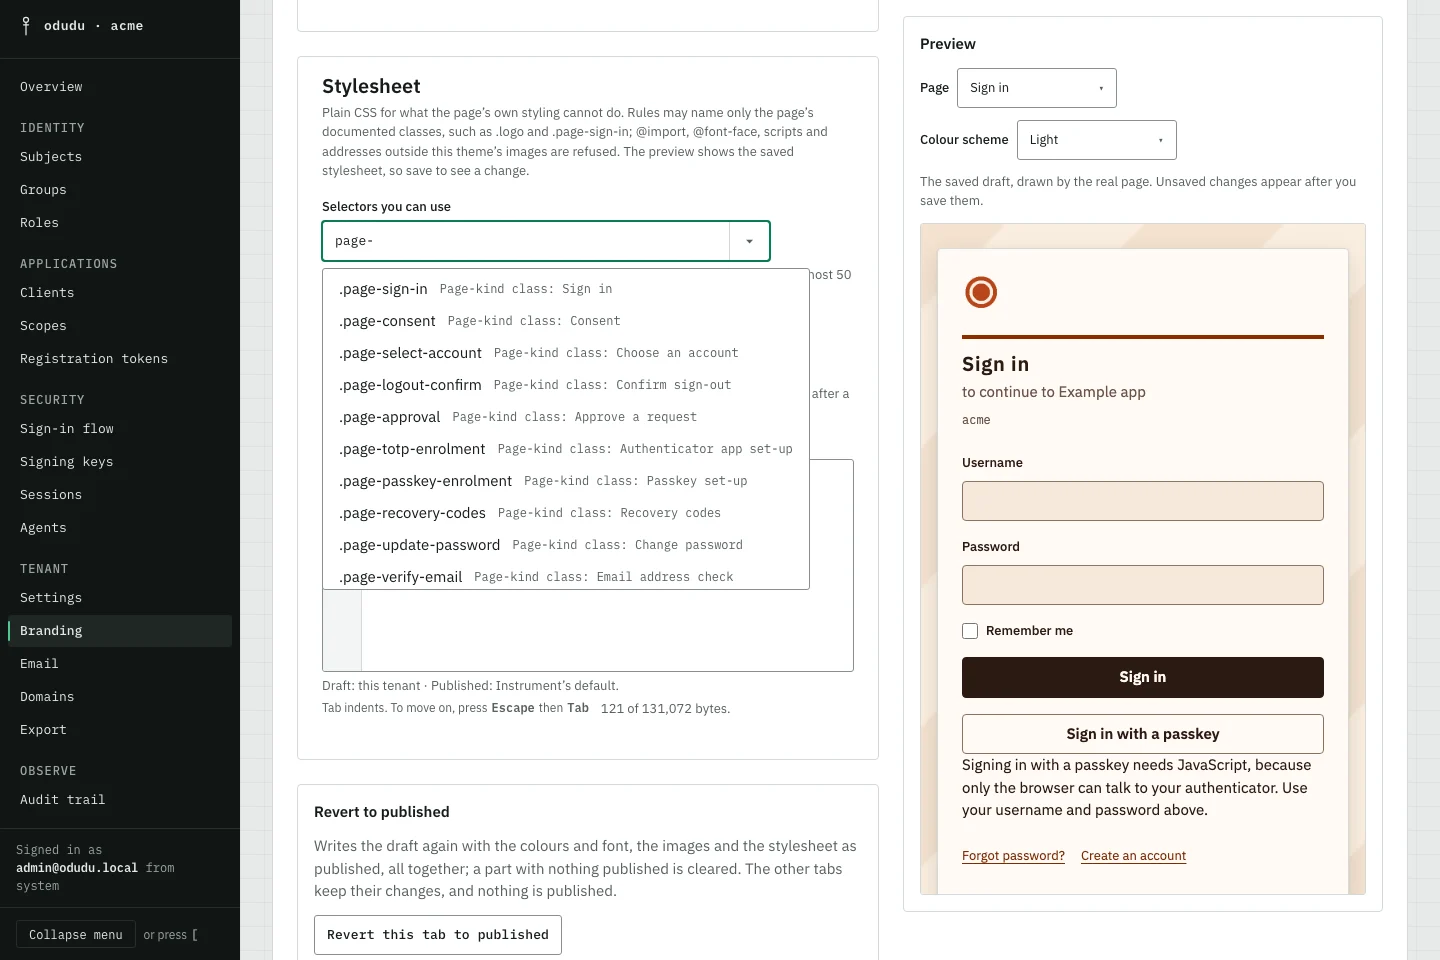 odudu · acme
Overview
IDENTITY
Subjects
Groups
Roles
APPLICATIONS
Clients
Scopes
Registration tokens
SECURITY
Sign-in flow
Signing keys
Sessions
Agents
TENANT
Settings
Branding
Email
Domains
Export
OBSERVE
Audit trail
Signed in as
admin@odudu.local from
system
Collapse menu or press [
Stylesheet
Plain CSS for what the page’s own styling cannot do. Rules may name only the page’s
documented classes, such as .logo and .page-sign-in; @import, @font-face, scripts and
addresses outside this theme’s images are refused. The preview shows the saved
stylesheet, so save to see a change.
Selectors you can use
page-
50
.page-sign-in Page-kind class: Sign in
.page-consent Page-kind class: Consent
.page-select-account Page-kind class: Choose an account
.page-logout-confirm Page-kind class: Confirm sign-out
after a
.page-approval Page-kind class: Approve a request
.page-totp-enrolment Page-kind class: Authenticator app set-up
.page-passkey-enrolment Page-kind class: Passkey set-up
.page-recovery-codes Page-kind class: Recovery codes
.page-update-password Page-kind class: Change password
.page-verify-email Page-kind class: Email address check
Draft: this tenant · Published: Instrument’s default.
Tab indents. To move on, press Escape then Tab 121 of 131,072 bytes.
Revert to published
Writes the draft again with the colours and font, the images and the stylesheet as
published, all together; a part with nothing published is cleared. The other tabs
keep their changes, and nothing is published.
Revert this tab to published
Preview
Page Sign in
Colour scheme Light
The saved draft, drawn by the real page. Unsaved changes appear after you
save them.
Sign in
to continue to Example app
acme
Username
Password
Remember me
Sign in
Sign in with a passkey
Signing in with a passkey needs JavaScript, because
only the browser can talk to your authenticator. Use
your username and password above.
Forgot password? Create an account